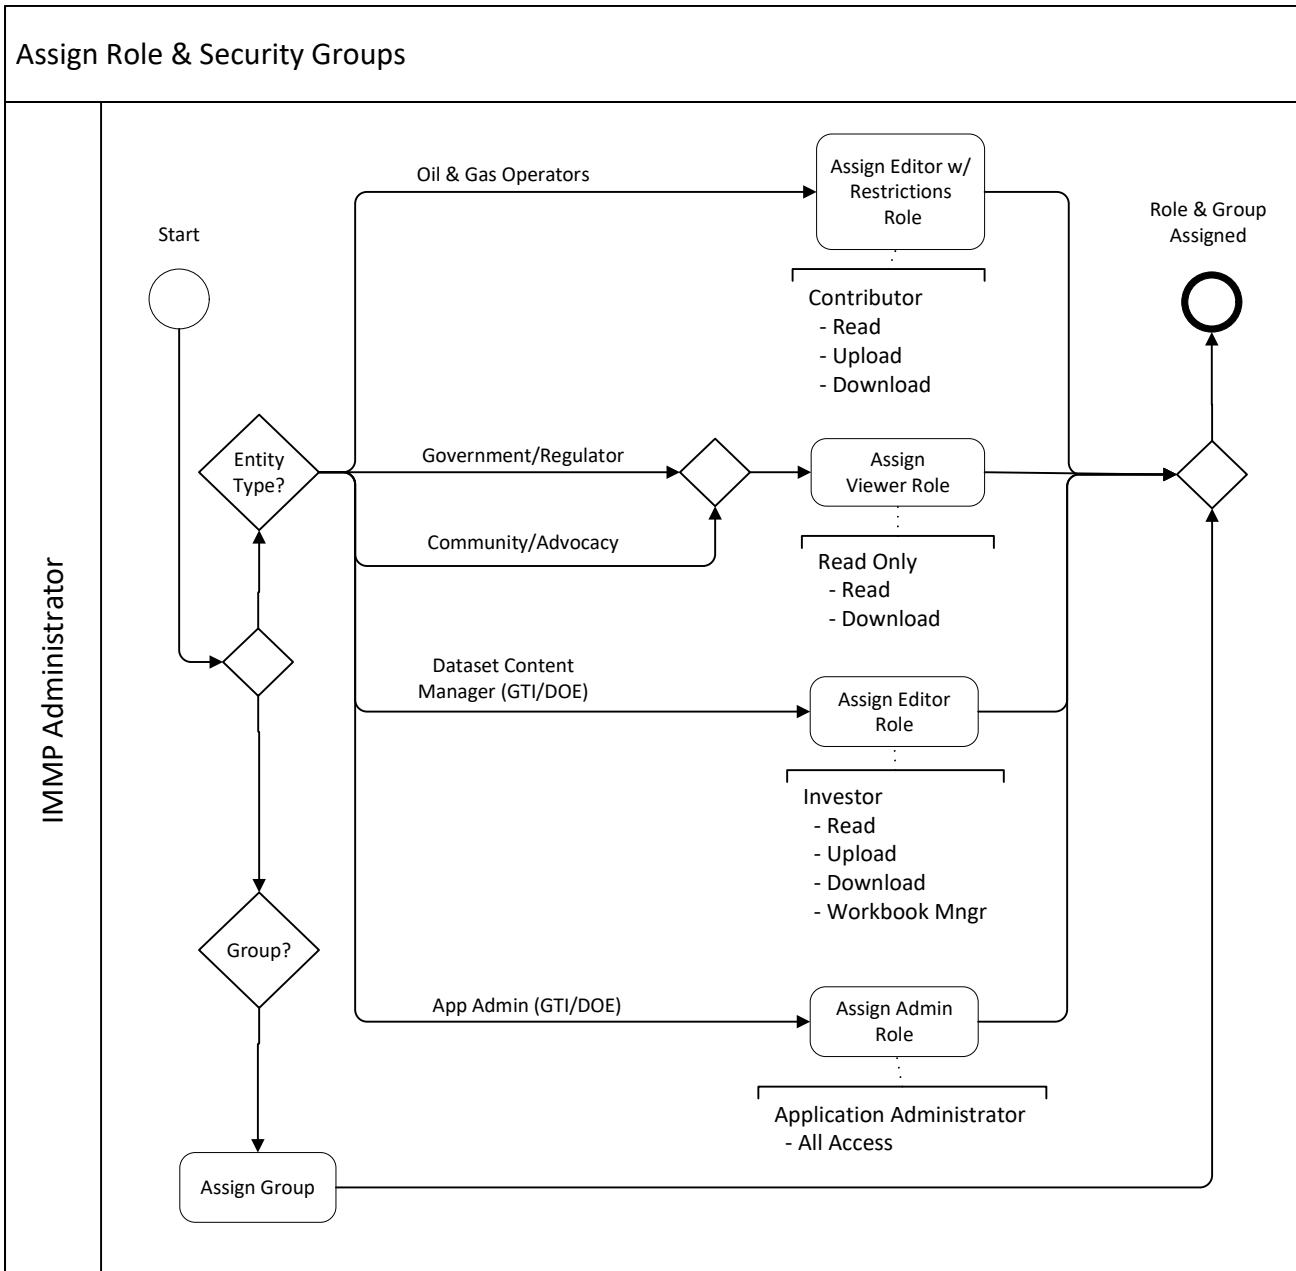 Assign Role & Security Groups
IMMP Administrator
Start
Oil & Gas Operators
Assign Editor w/
Restrictions
Role
Role & Group
Assigned
Contributor
- Read
- Upload
- Download
Entity
Type?
Government/Regulator
Assign
Viewer Role
Community/Advocacy
Read Only
- Read
- Download
Dataset Content
Manager (GTI/DOE)
Assign Editor
Role
Investor
- Read
- Upload
- Download
- Workbook Mngr
Group?
App Admin (GTI/DOE)
Assign Admin
Role
Application Administrator
- All Access
Assign Group